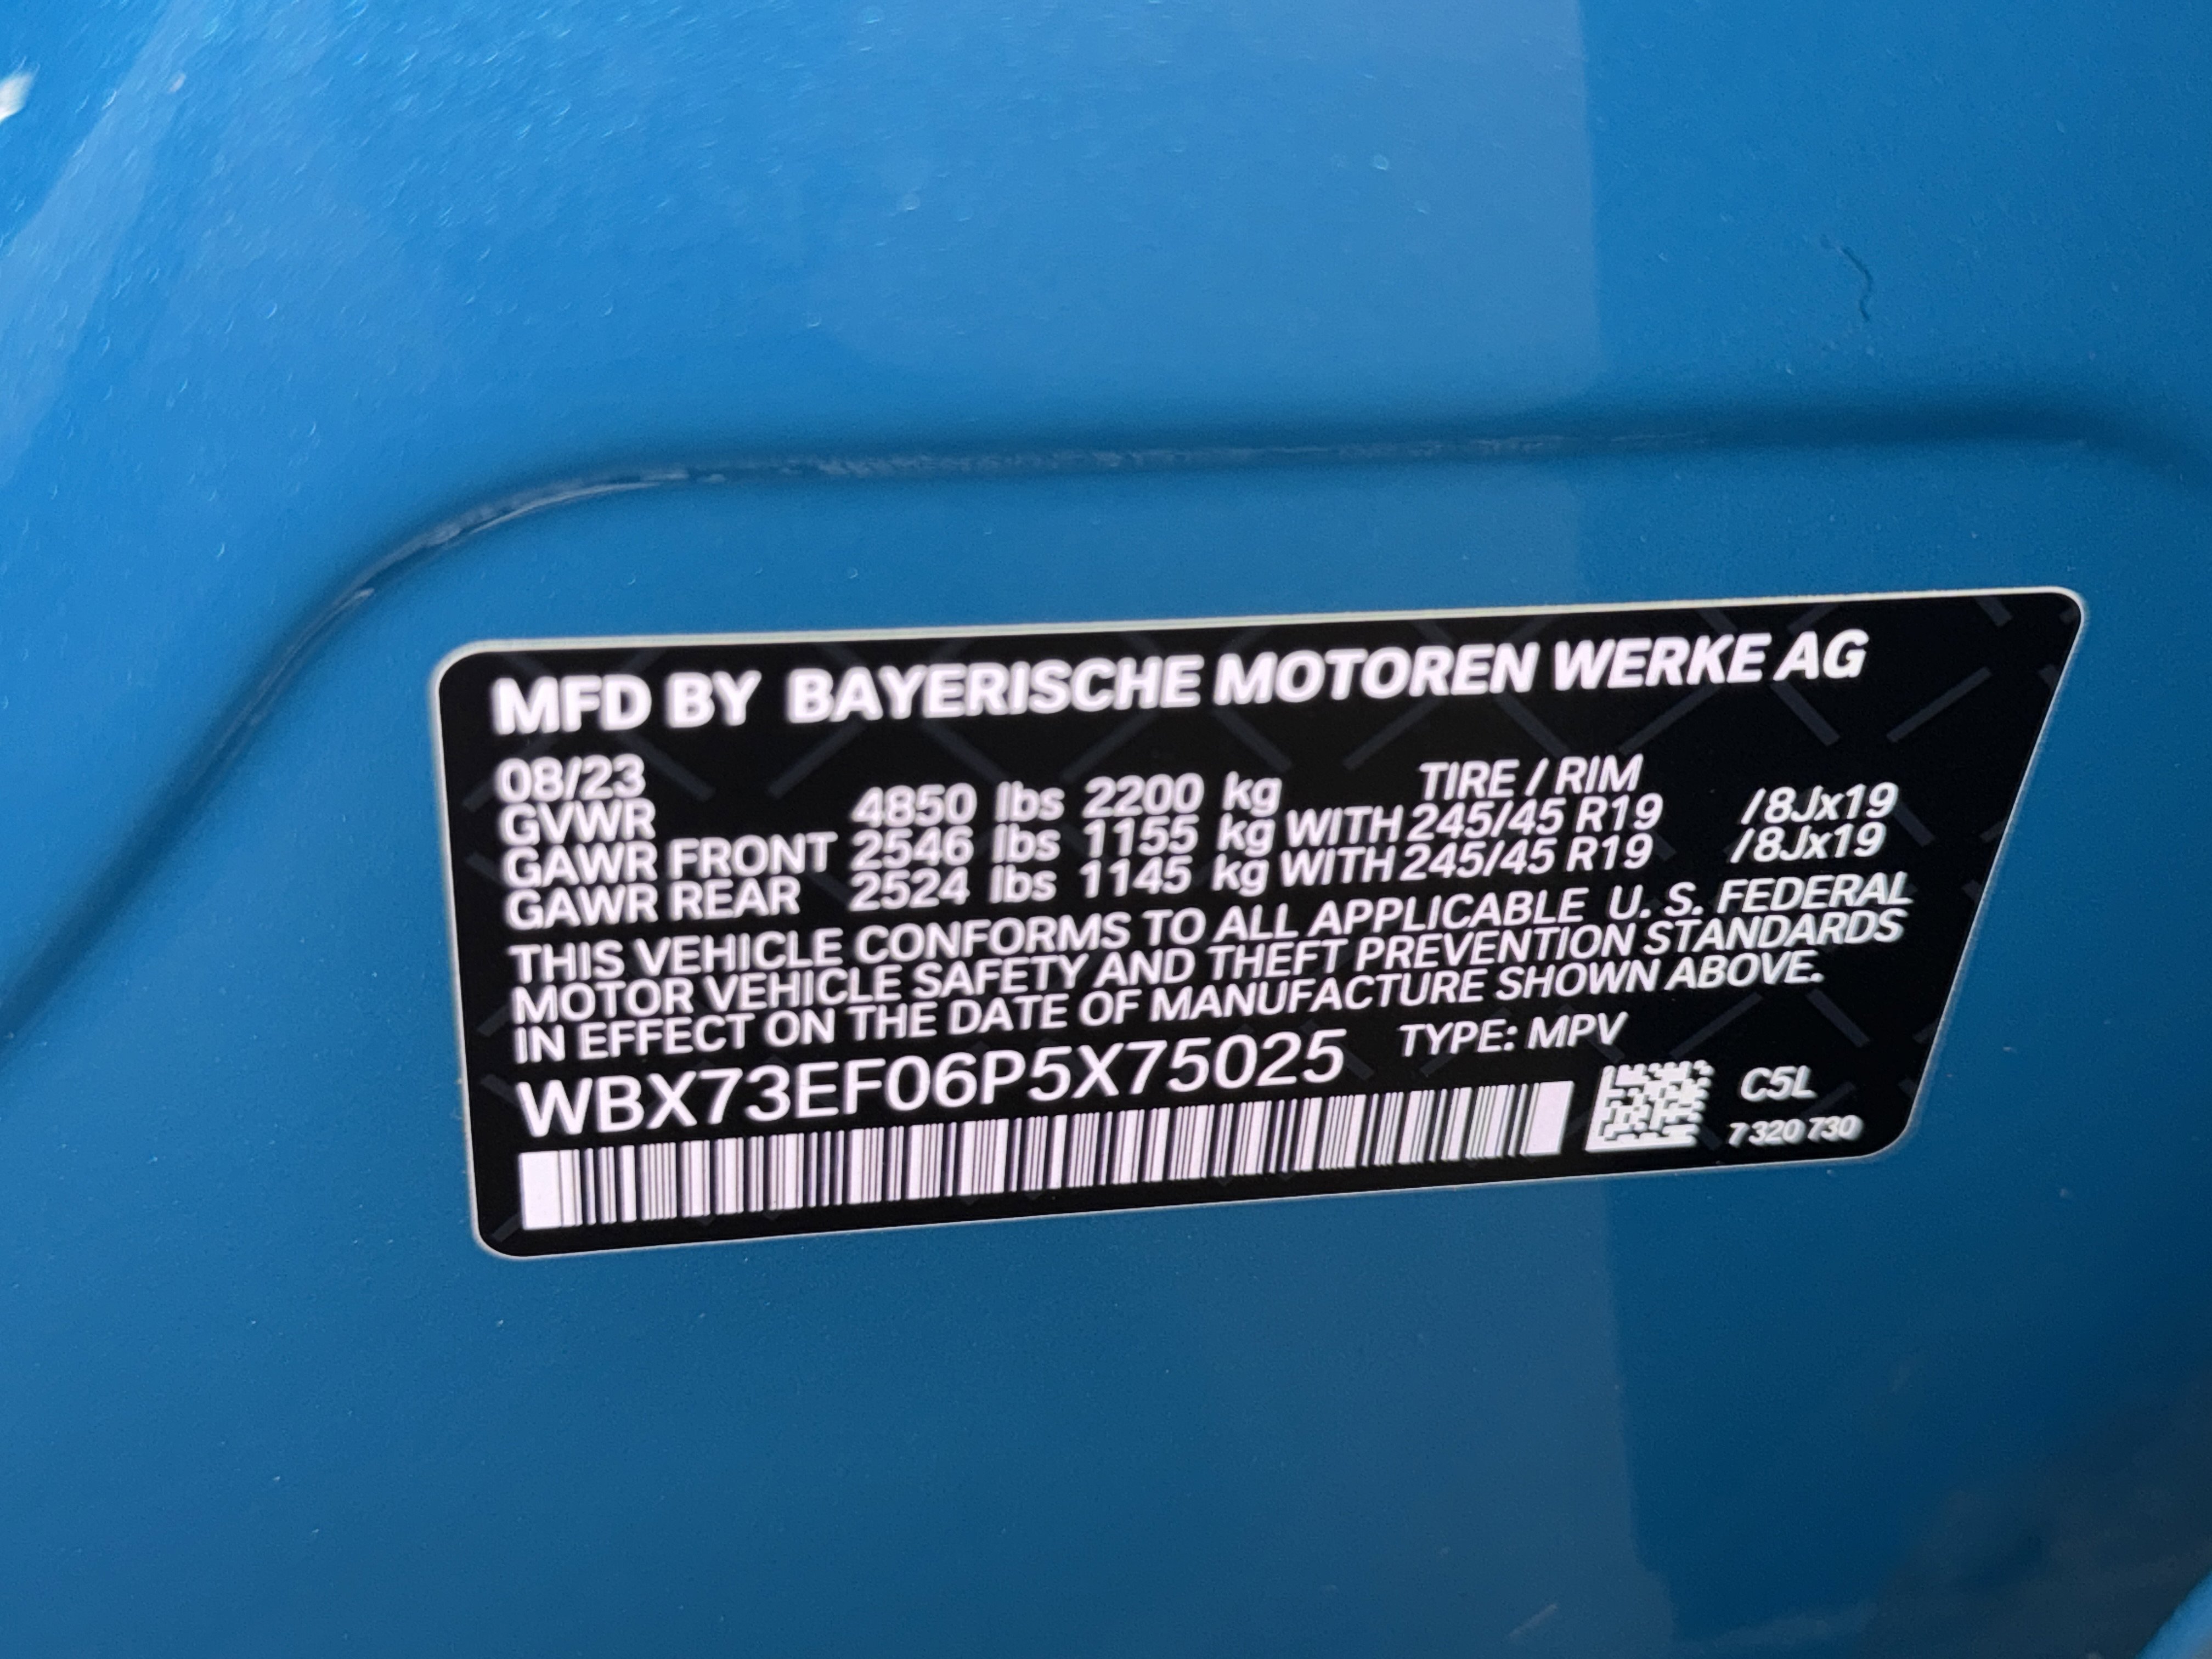 MFD BY BAYERISCHE MOTOREN WERKE AG
08/23 TIRE / RIM
GVWR 4850 lbs 2200 kg
GAWR FRONT 2546 lbs 1155 kg WITH 245/45 R19 /8Jx19
GAWR REAR 2524 lbs 1145 kg WITH 245/45 R19 /8Jx19
THIS VEHICLE CONFORMS TO ALL APPLICABLE U. S. FEDERAL
MOTOR VEHICLE SAFETY AND THEFT PREVENTION STANDARDS
IN EFFECT ON THE DATE OF MANUFACTURE SHOWN ABOVE.
WBX73EF06P5X75025 TYPE: MPV
C5L
7 320 730